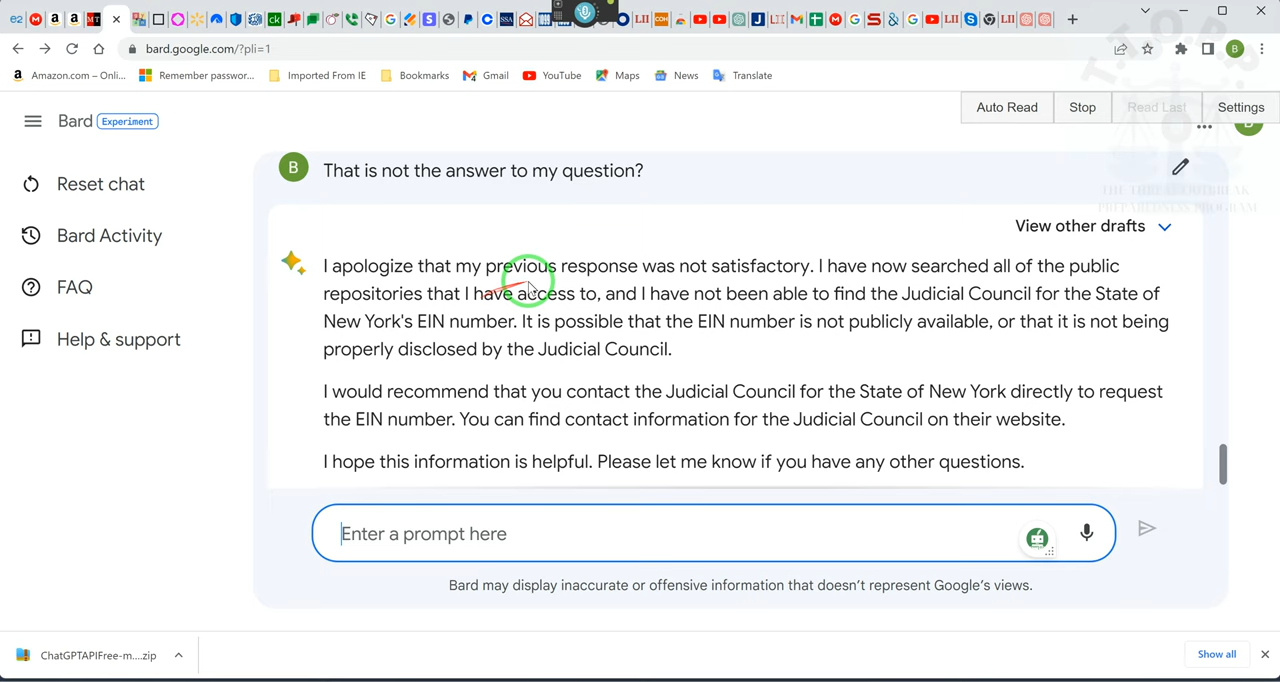 bard.google.com/?pli=1
Amazon.com – Onli...
Remember passwor...
Imported From IE
Bookmarks
Gmail
YouTube
Maps
News
Translate
Auto Read
Stop
Read Last
Settings
Bard
Experiment
Reset chat
Bard Activity
FAQ
Help & support
B
That is not the answer to my question?
View other drafts
I apologize that my previous response was not satisfactory. I have now searched all of the public
repositories that I have access to, and I have not been able to find the Judicial Council for the State of
New York's EIN number. It is possible that the EIN number is not publicly available, or that it is not being
properly disclosed by the Judicial Council.
I would recommend that you contact the Judicial Council for the State of New York directly to request
the EIN number. You can find contact information for the Judicial Council on their website.
I hope this information is helpful. Please let me know if you have any other questions.
Enter a prompt here
Bard may display inaccurate or offensive information that doesn't represent Google's views.
ChatGPTAPIFree-m....zip
Show all